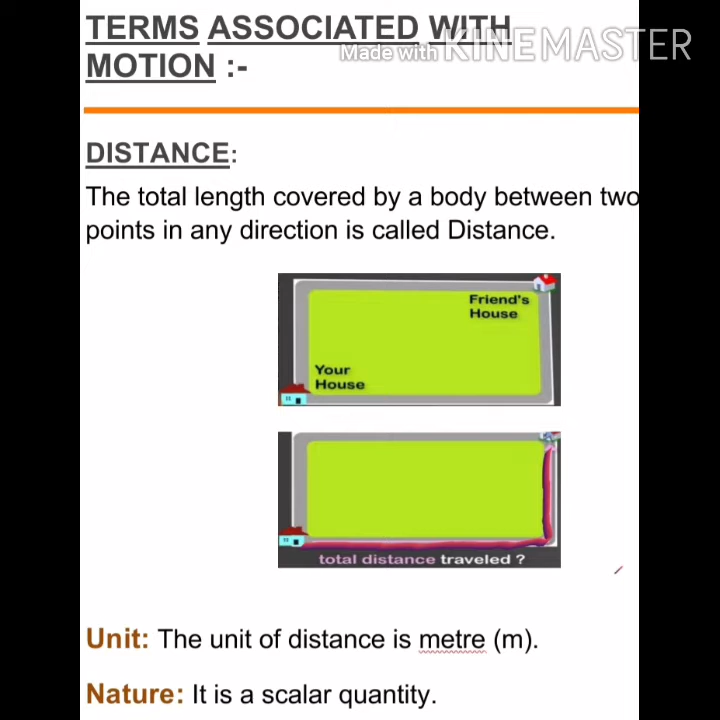 TERMS ASSOCIATED WITH
MOTION :-
Made with KINEMASTER
DISTANCE:
The total length covered by a body between two
points in any direction is called Distance.
Friend's
House
Your
House
total distance traveled ?
Unit: The unit of distance is metre (m).
Nature: It is a scalar quantity.